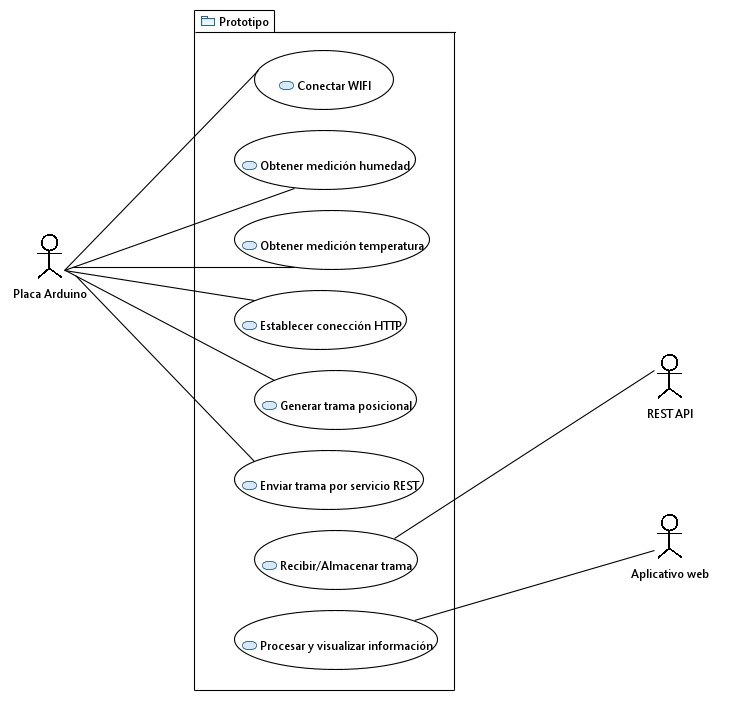 Prototipo
Conectar WIFI
Obtener medición humedad
Obtener medición temperatura
Placa Arduino
Establecer conección HTTP
Generar trama posicional
REST API
Enviar trama por servicio REST
Recibir/Almacenar trama
Aplicativo web
Procesar y visualizar información